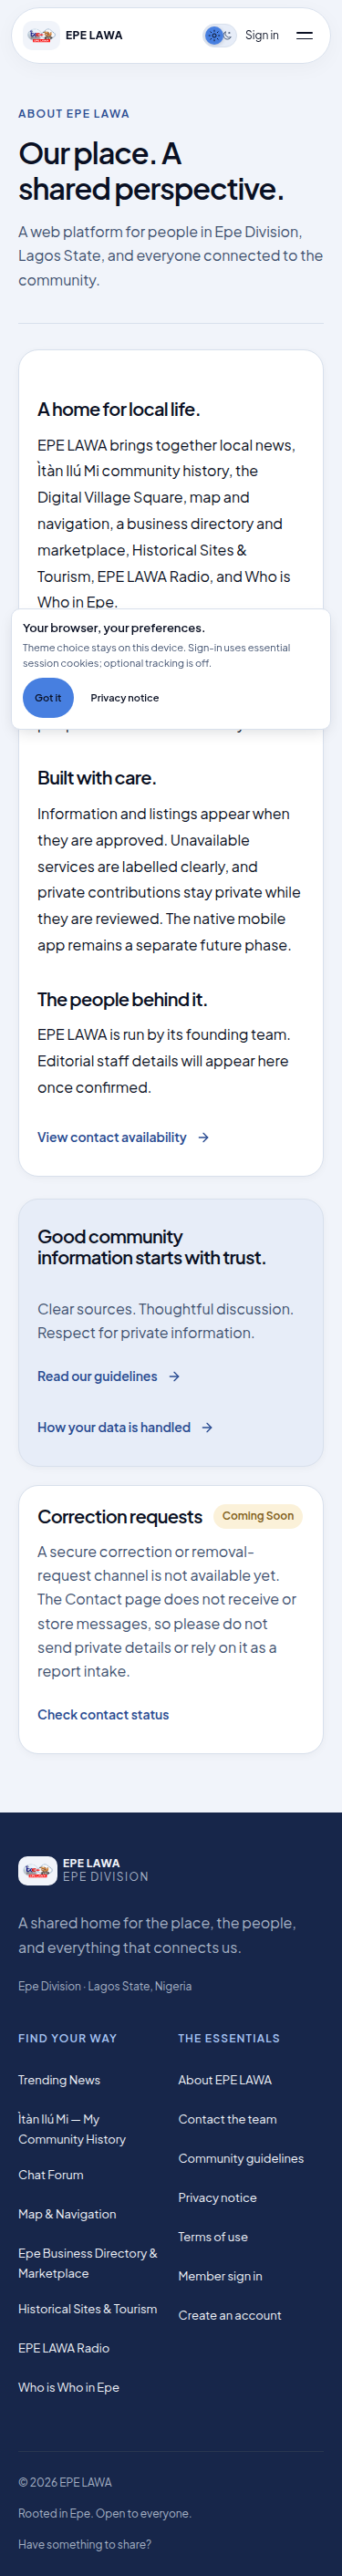 EPE LAWA
Sign in
ABOUT EPE LAWA
Our place. A
shared perspective.
A web platform for people in Epe Division,
Lagos State, and everyone connected to the
community.
A home for local life.
EPE LAWA brings together local news,
Ìtàn Ilú Mi community history, the
Digital Village Square, map and
navigation, a business directory and
marketplace, Historical Sites &
Tourism, EPE LAWA Radio, and Who is
Who in Epe.
Your browser, your preferences.
Theme choice stays on this device. Sign-in uses essential
session cookies; optional tracking is off.
Got it
Privacy notice
Built with care.
Information and listings appear when
they are approved. Unavailable
services are labelled clearly, and
private contributions stay private while
they are reviewed. The native mobile
app remains a separate future phase.
The people behind it.
EPE LAWA is run by its founding team.
Editorial staff details will appear here
once confirmed.
View contact availability
Good community
information starts with trust.
Clear sources. Thoughtful discussion.
Respect for private information.
Read our guidelines
How your data is handled
Correction requests
Coming Soon
A secure correction or removal-
request channel is not available yet.
The Contact page does not receive or
store messages, so please do not
send private details or rely on it as a
report intake.
Check contact status
EPE LAWA
EPE DIVISION
A shared home for the place, the people,
and everything that connects us.
Epe Division · Lagos State, Nigeria
FIND YOUR WAY
Trending News
Ìtàn Ilú Mi — My
Community History
Chat Forum
Map & Navigation
Epe Business Directory &
Marketplace
Historical Sites & Tourism
EPE LAWA Radio
Who is Who in Epe
THE ESSENTIALS
About EPE LAWA
Contact the team
Community guidelines
Privacy notice
Terms of use
Member sign in
Create an account
© 2026 EPE LAWA
Rooted in Epe. Open to everyone.
Have something to share?